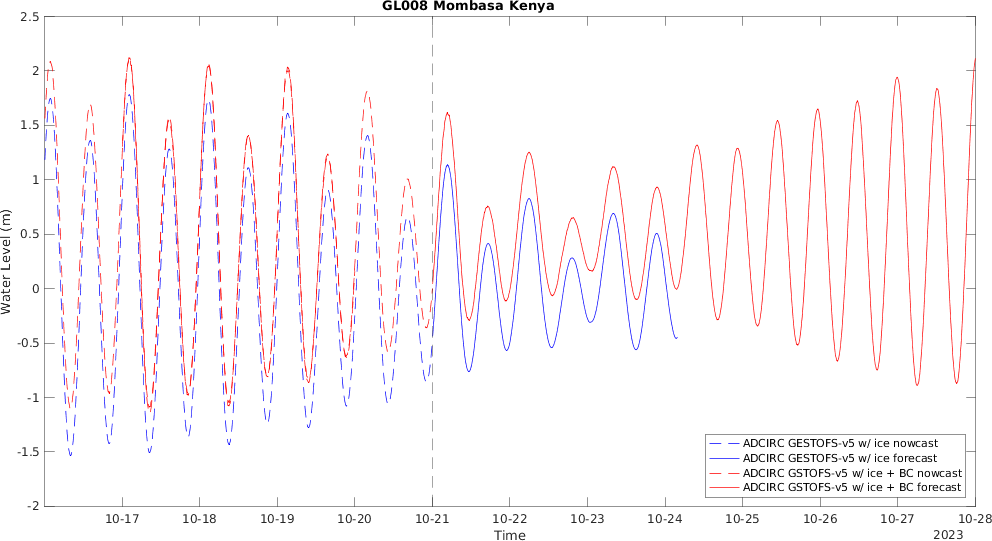 GL008 Mombasa Kenya
2.5
2
1.5
1
0.5
0
-0.5
-1
-1.5
-2
Water Level (m)
ADCIRC GESTOFS-v5 w/ ice nowcast
ADCIRC GESTOFS-v5 w/ ice forecast
ADCIRC GSTOFS-v5 w/ ice + BC nowcast
ADCIRC GSTOFS-v5 w/ ice + BC forecast
10-17 10-18 10-19 10-20 10-21 10-22 10-23 10-24 10-25 10-26 10-27 10-28
Time
2023